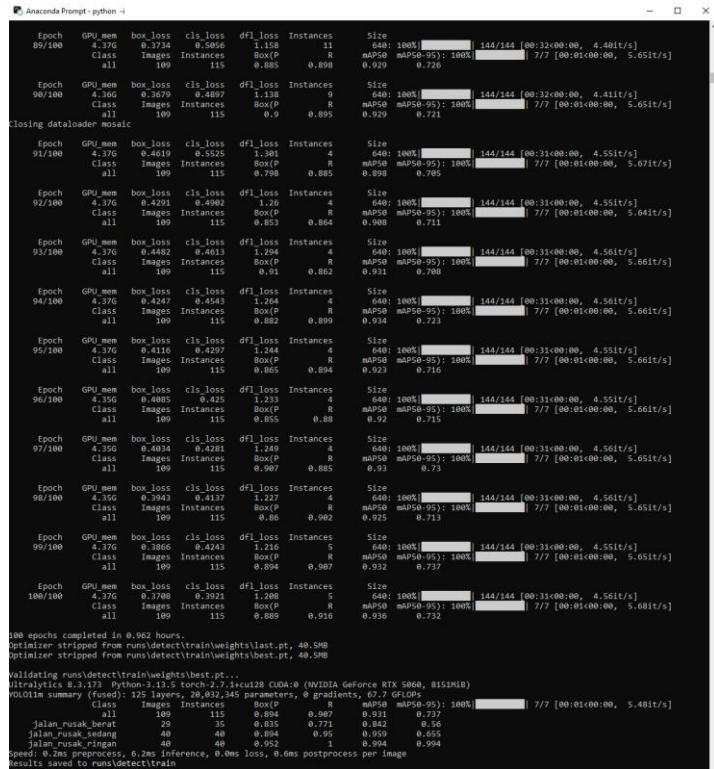 Anaconda Prompt - python -i
Epoch GPU_mem box_loss cls_loss dfl_loss Instances Size
89/100 4.37G 0.3734 0.5056 1.158 11 640: 100%| 144/144 [00:32<00:00, 4.40it/s]
Class Images Instances Box(P R mAP50 mAP50-95): 100%| 7/7 [00:01<00:00, 5.65it/s]
all 109 115 0.885 0.898 0.929 0.726
Epoch GPU_mem box_loss cls_loss dfl_loss Instances Size
90/100 4.36G 0.3679 0.4897 1.138 9 640: 100%| 144/144 [00:32<00:00, 4.41it/s]
Class Images Instances Box(P R mAP50 mAP50-95): 100%| 7/7 [00:01<00:00, 5.65it/s]
all 109 115 0.9 0.895 0.929 0.721
Closing dataloader mosaic
Epoch GPU_mem box_loss cls_loss dfl_loss Instances Size
91/100 4.37G 0.4619 0.5525 1.301 4 640: 100%| 144/144 [00:31<00:00, 4.55it/s]
Class Images Instances Box(P R mAP50 mAP50-95): 100%| 7/7 [00:01<00:00, 5.67it/s]
all 109 115 0.798 0.885 0.898 0.705
Epoch GPU_mem box_loss cls_loss dfl_loss Instances Size
92/100 4.37G 0.4291 0.4902 1.26 4 640: 100%| 144/144 [00:31<00:00, 4.55it/s]
Class Images Instances Box(P R mAP50 mAP50-95): 100%| 7/7 [00:01<00:00, 5.64it/s]
all 109 115 0.853 0.864 0.908 0.711
Epoch GPU_mem box_loss cls_loss dfl_loss Instances Size
93/100 4.37G 0.4482 0.4613 1.294 4 640: 100%| 144/144 [00:31<00:00, 4.56it/s]
Class Images Instances Box(P R mAP50 mAP50-95): 100%| 7/7 [00:01<00:00, 5.66it/s]
all 109 115 0.91 0.862 0.931 0.708
Epoch GPU_mem box_loss cls_loss dfl_loss Instances Size
94/100 4.37G 0.4247 0.4543 1.264 4 640: 100%| 144/144 [00:31<00:00, 4.56it/s]
Class Images Instances Box(P R mAP50 mAP50-95): 100%| 7/7 [00:01<00:00, 5.66it/s]
all 109 115 0.882 0.899 0.934 0.723
Epoch GPU_mem box_loss cls_loss dfl_loss Instances Size
95/100 4.37G 0.4116 0.4297 1.244 4 640: 100%| 144/144 [00:31<00:00, 4.55it/s]
Class Images Instances Box(P R mAP50 mAP50-95): 100%| 7/7 [00:01<00:00, 5.66it/s]
all 109 115 0.865 0.894 0.923 0.716
Epoch GPU_mem box_loss cls_loss dfl_loss Instances Size
96/100 4.35G 0.4085 0.425 1.233 4 640: 100%| 144/144 [00:31<00:00, 4.55it/s]
Class Images Instances Box(P R mAP50 mAP50-95): 100%| 7/7 [00:01<00:00, 5.66it/s]
all 109 115 0.855 0.88 0.92 0.715
Epoch GPU_mem box_loss cls_loss dfl_loss Instances Size
97/100 4.35G 0.4034 0.4281 1.249 4 640: 100%| 144/144 [00:31<00:00, 4.56it/s]
Class Images Instances Box(P R mAP50 mAP50-95): 100%| 7/7 [00:01<00:00, 5.65it/s]
all 109 115 0.907 0.885 0.93 0.73
Epoch GPU_mem box_loss cls_loss dfl_loss Instances Size
98/100 4.35G 0.3943 0.4137 1.227 4 640: 100%| 144/144 [00:31<00:00, 4.56it/s]
Class Images Instances Box(P R mAP50 mAP50-95): 100%| 7/7 [00:01<00:00, 5.65it/s]
all 109 115 0.86 0.902 0.925 0.713
Epoch GPU_mem box_loss cls_loss dfl_loss Instances Size
99/100 4.37G 0.3866 0.4243 1.216 5 640: 100%| 144/144 [00:31<00:00, 4.55it/s]
Class Images Instances Box(P R mAP50 mAP50-95): 100%| 7/7 [00:01<00:00, 5.65it/s]
all 109 115 0.894 0.907 0.932 0.737
Epoch GPU_mem box_loss cls_loss dfl_loss Instances Size
100/100 4.37G 0.3708 0.3921 1.208 5 640: 100%| 144/144 [00:31<00:00, 4.56it/s]
Class Images Instances Box(P R mAP50 mAP50-95): 100%| 7/7 [00:01<00:00, 5.68it/s]
all 109 115 0.889 0.916 0.936 0.732
100 epochs completed in 0.962 hours.
Optimizer stripped from runs\detect\train\weights\last.pt, 40.5MB
Optimizer stripped from runs\detect\train\weights\best.pt, 40.5MB
Validating runs\detect\train\weights\best.pt...
Ultralytics 8.3.173 Python-3.13.5 torch-2.7.1+cu128 CUDA:0 (NVIDIA GeForce RTX 5060, 8151MiB)
YOLO11m summary (fused): 125 layers, 20,032,345 parameters, 0 gradients, 67.7 GFLOPs
Class Images Instances Box(P R mAP50 mAP50-95): 100%| 7/7 [00:01<00:00, 5.48it/s]
all 109 115 0.894 0.907 0.931 0.737
jalan_rusak_berat 29 35 0.835 0.771 0.842 0.56
jalan_rusak_sedang 40 40 0.894 0.95 0.959 0.655
jalan_rusak_ringan 40 40 0.952 1 0.994 0.994
Speed: 0.2ms preprocess, 6.2ms inference, 0.0ms loss, 0.6ms postprocess per image
Results saved to runs\detect\train